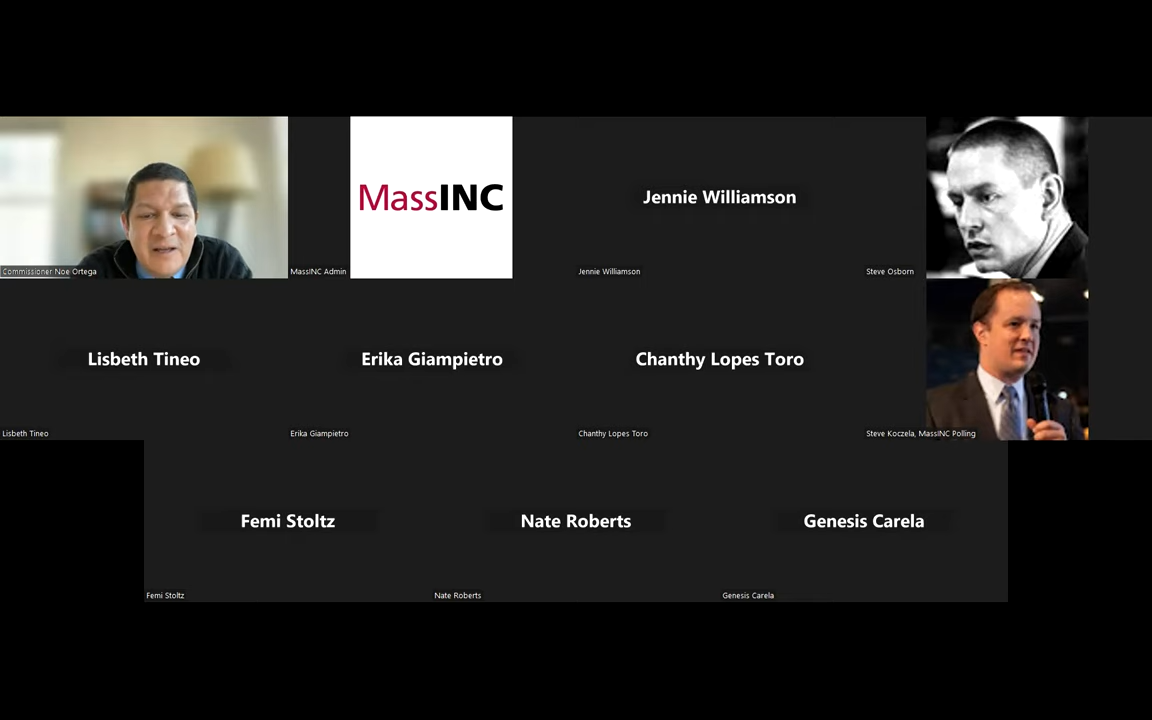 MassINC
Jennie Williamson
Commissioner Noe Ortega
MassINC Admin
Jennie Williamson
Steve Osborn
Lisbeth Tineo
Erika Giampietro
Chanthy Lopes Toro
Lisbeth Tineo
Erika Giampietro
Chanthy Lopes Toro
Steve Koczela, MassINC Polling
Femi Stoltz
Nate Roberts
Genesis Carela
Femi Stoltz
Nate Roberts
Genesis Carela